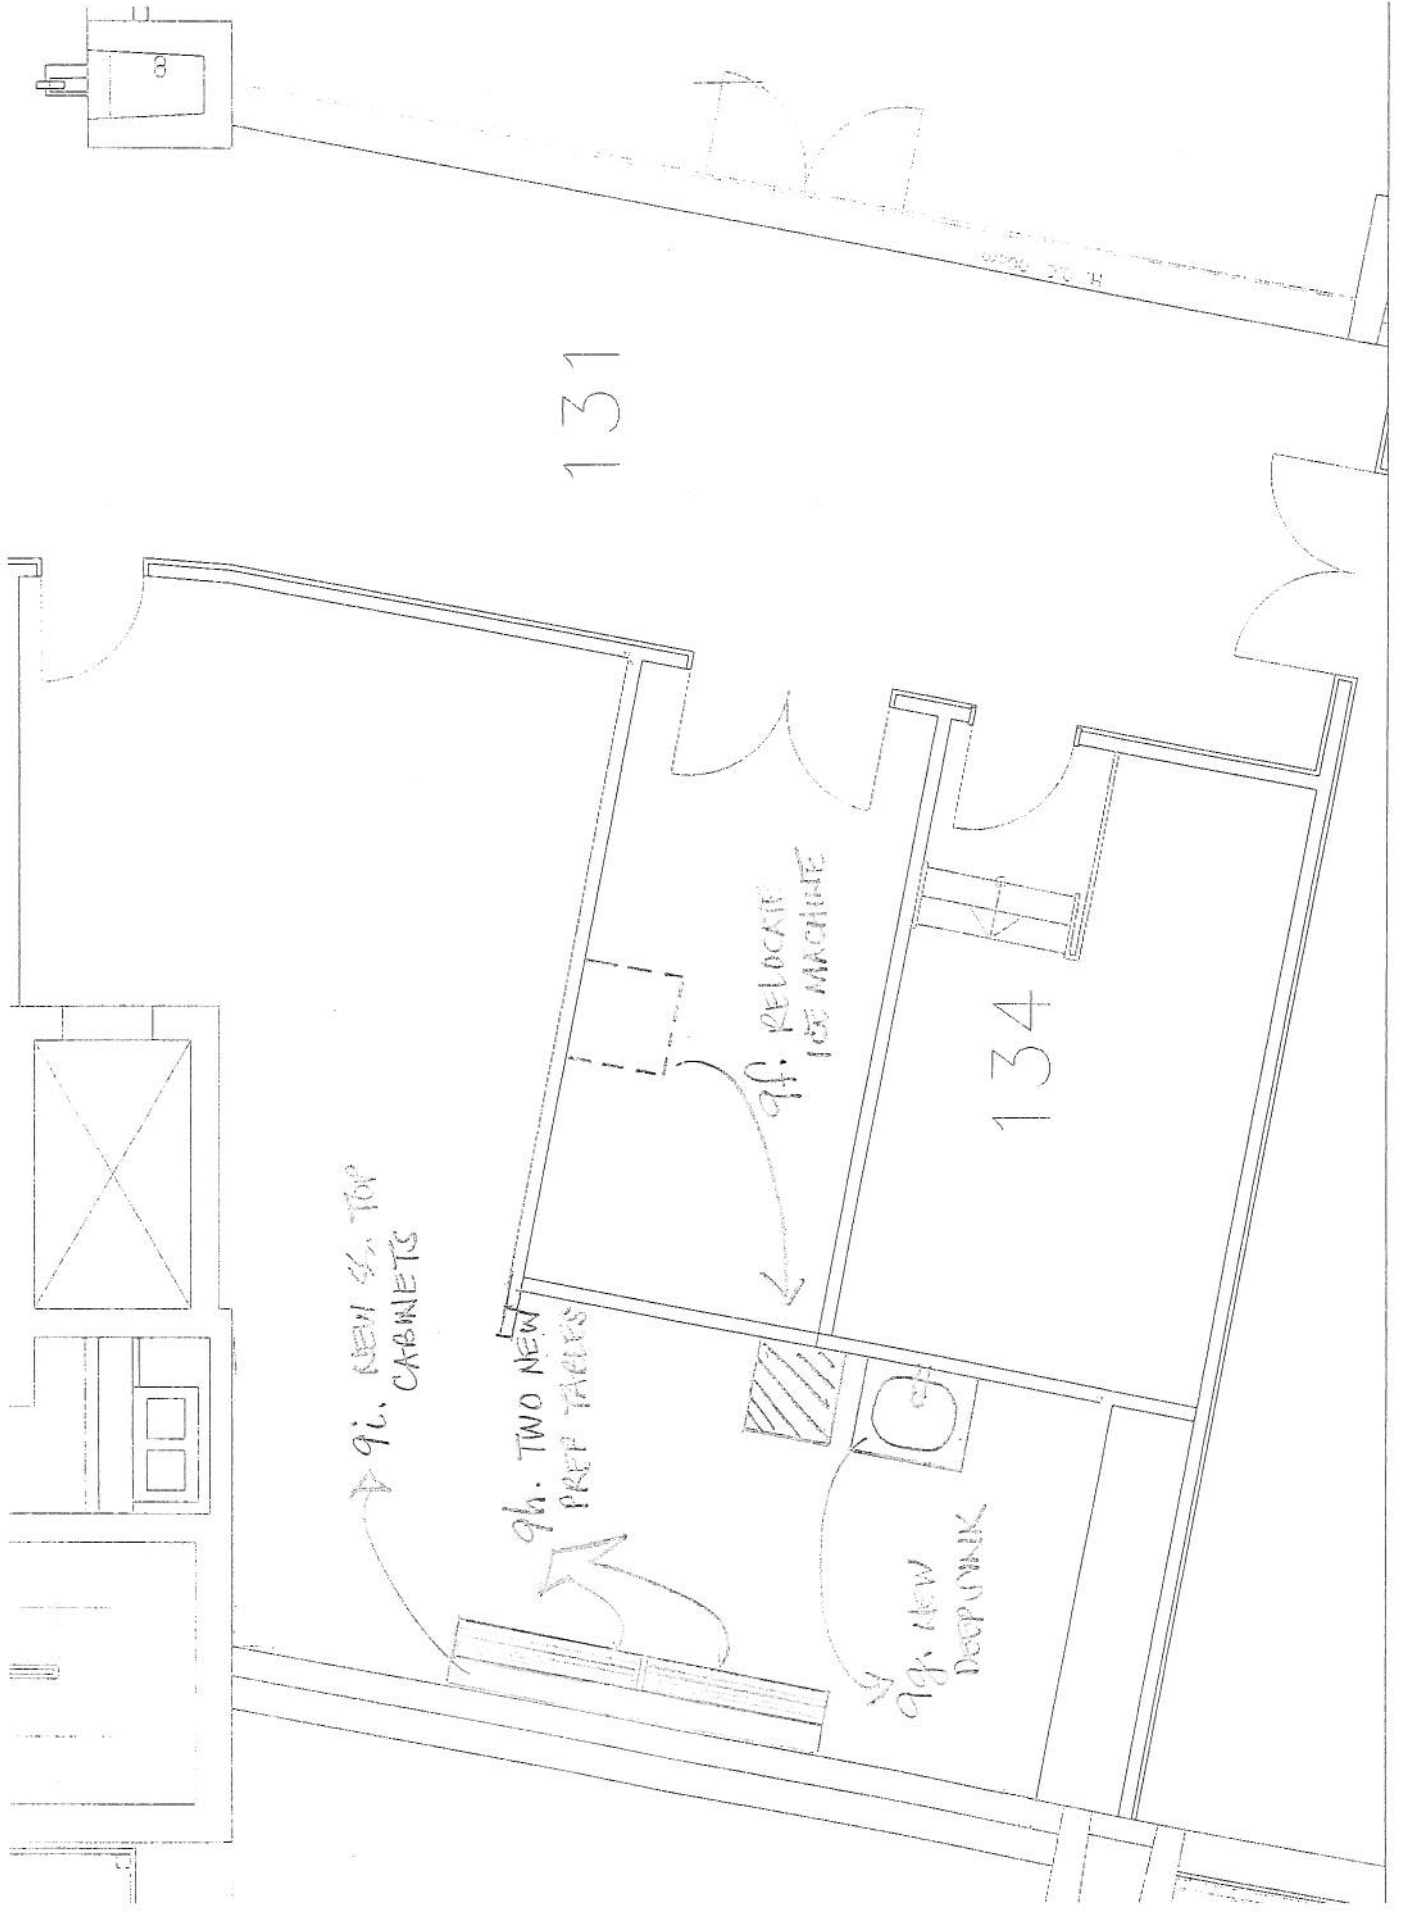 8
131
9f. RELOCATE
ICE MACHINE
134
9i. NEW S.S. TOP
CABINETS
9h. TWO NEW
PREP TABLES
9g. NEW
DEEP SINK